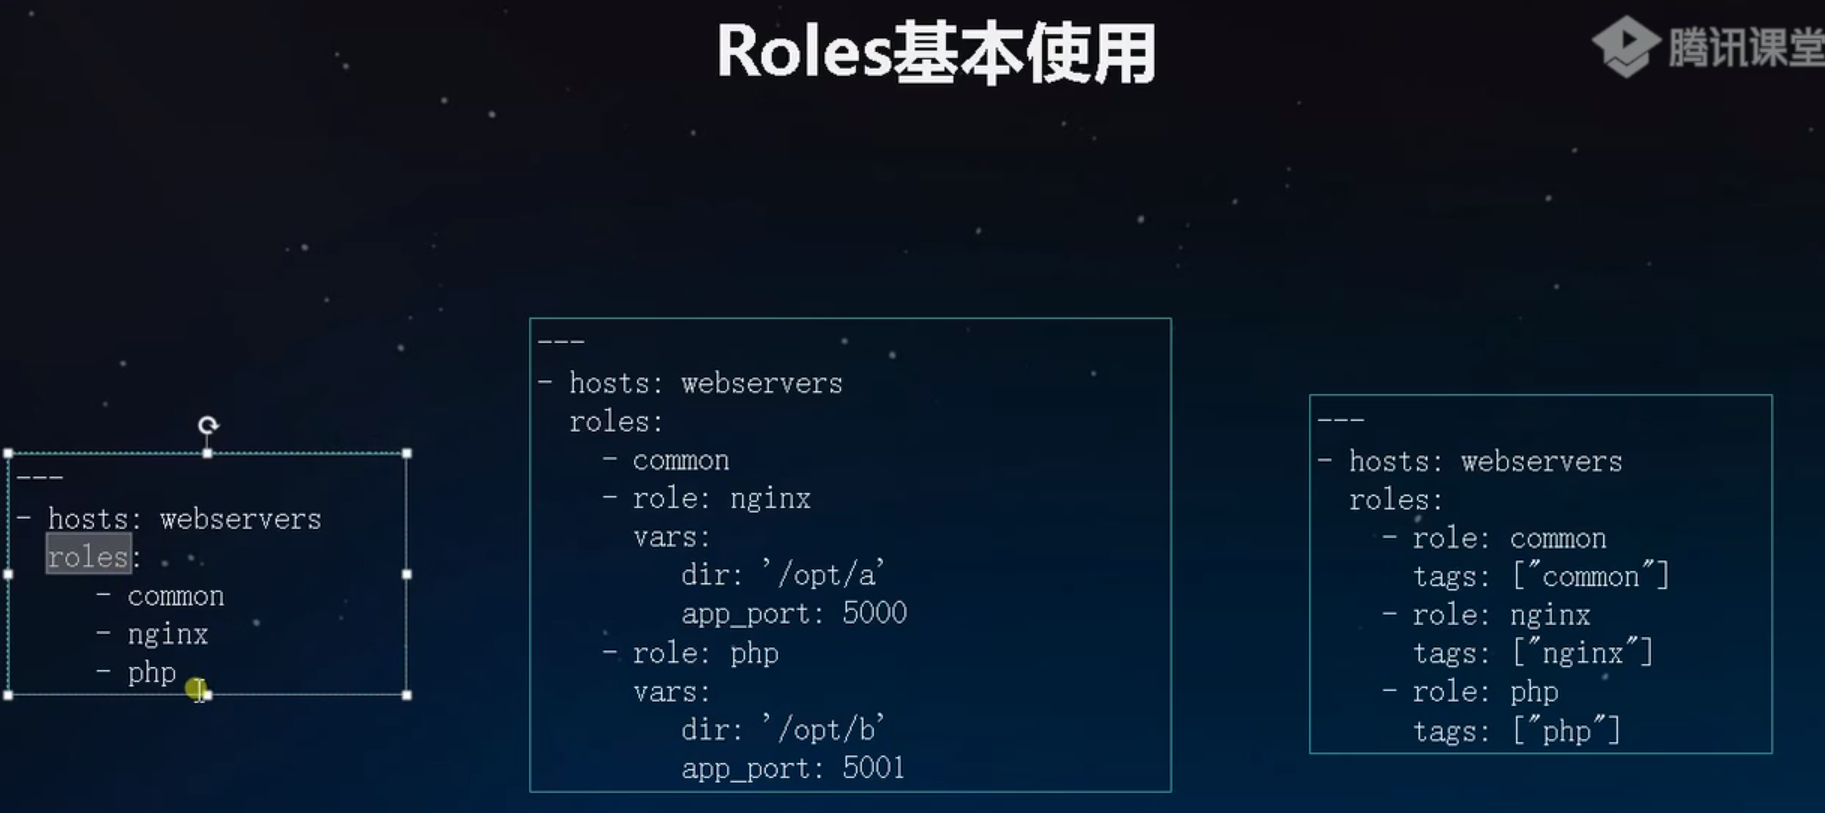 Roles基本使用
腾讯课堂
---
- hosts: webservers
roles:
- common
- nginx
- php
---
- hosts: webservers
roles:
- common
- role: nginx
vars:
dir: '/opt/a'
app_port: 5000
- role: php
vars:
dir: '/opt/b'
app_port: 5001
---
- hosts: webservers
roles:
- role: common
tags: ["common"]
- role: nginx
tags: ["nginx"]
- role: php
tags: ["php"]